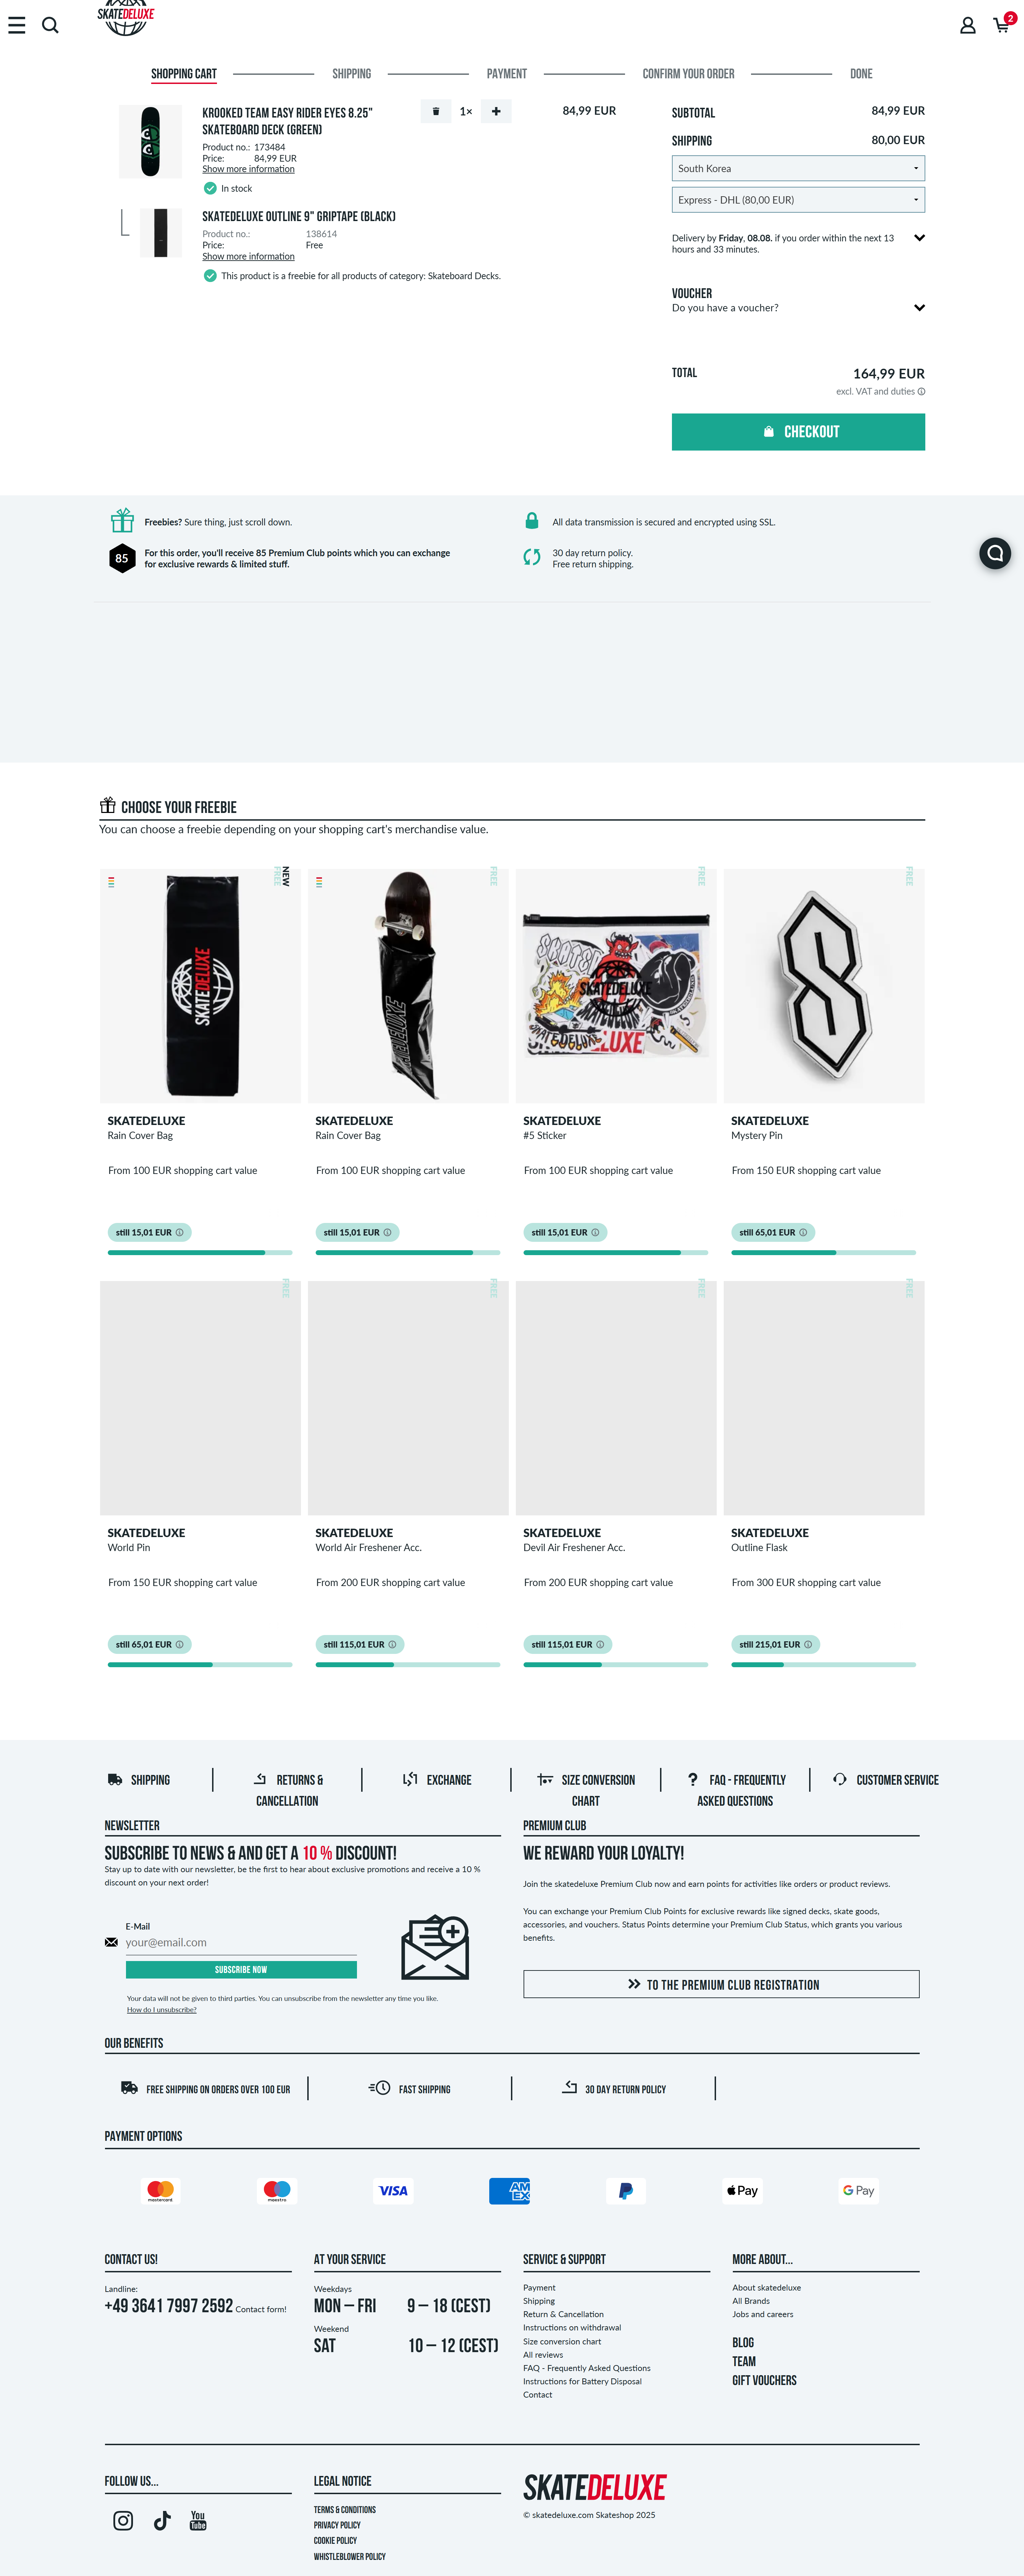 SKATEDELUXE
2
SHOPPING CART
SHIPPING
PAYMENT
CONFIRM YOUR ORDER
DONE
KROOKED TEAM EASY RIDER EYES 8.25"
SKATEBOARD DECK (GREEN)
Product no.: 173484
Price: 84,99 EUR
Show more information
In stock
1×
84,99 EUR
SKATEDELUXE OUTLINE 9" GRIPTAPE (BLACK)
Product no.: 138614
Price: Free
Show more information
This product is a freebie for all products of category: Skateboard Decks.
SUBTOTAL 84,99 EUR
SHIPPING 80,00 EUR
South Korea
Express - DHL (80,00 EUR)
Delivery by Friday, 08.08. if you order within the next 13
hours and 33 minutes.
VOUCHER
Do you have a voucher?
TOTAL 164,99 EUR
excl. VAT and duties
CHECKOUT
Freebies? Sure thing, just scroll down.
All data transmission is secured and encrypted using SSL.
85
For this order, you'll receive 85 Premium Club points which you can exchange
for exclusive rewards & limited stuff.
30 day return policy.
Free return shipping.
CHOOSE YOUR FREEBIE
You can choose a freebie depending on your shopping cart's merchandise value.
NEW
FREE
FREE
FREE
FREE
SKATEDELUXE
SKATEDELUXE
SKATEDELUXE
SKATEDELUXE
Rain Cover Bag
From 100 EUR shopping cart value
still 15,01 EUR
SKATEDELUXE
Rain Cover Bag
From 100 EUR shopping cart value
still 15,01 EUR
SKATEDELUXE
#5 Sticker
From 100 EUR shopping cart value
still 15,01 EUR
SKATEDELUXE
Mystery Pin
From 150 EUR shopping cart value
still 65,01 EUR
FREE
FREE
FREE
FREE
SKATEDELUXE
World Pin
From 150 EUR shopping cart value
still 65,01 EUR
SKATEDELUXE
World Air Freshener Acc.
From 200 EUR shopping cart value
still 115,01 EUR
SKATEDELUXE
Devil Air Freshener Acc.
From 200 EUR shopping cart value
still 115,01 EUR
SKATEDELUXE
Outline Flask
From 300 EUR shopping cart value
still 215,01 EUR
SHIPPING
RETURNS &
CANCELLATION
EXCHANGE
SIZE CONVERSION
CHART
FAQ - FREQUENTLY
ASKED QUESTIONS
CUSTOMER SERVICE
NEWSLETTER
SUBSCRIBE TO NEWS & AND GET A 10 % DISCOUNT!
Stay up to date with our newsletter, be the first to hear about exclusive promotions and receive a 10 %
discount on your next order!
E-Mail
your@email.com
SUBSCRIBE NOW
Your data will not be given to third parties. You can unsubscribe from the newsletter any time you like.
How do I unsubscribe?
PREMIUM CLUB
WE REWARD YOUR LOYALTY!
Join the skatedeluxe Premium Club now and earn points for activities like orders or product reviews.
You can exchange your Premium Club Points for exclusive rewards like signed decks, skate goods,
accessories, and vouchers. Status Points determine your Premium Club Status, which grants you various
benefits.
TO THE PREMIUM CLUB REGISTRATION
OUR BENEFITS
FREE SHIPPING ON ORDERS OVER 100 EUR
FAST SHIPPING
30 DAY RETURN POLICY
PAYMENT OPTIONS
mastercard
maestro
VISA
AMEX
Pay
G Pay
CONTACT US!
Landline:
+49 3641 7997 2592 Contact form!
AT YOUR SERVICE
Weekdays
MON – FRI 9 – 18 (CEST)
Weekend
SAT 10 – 12 (CEST)
SERVICE & SUPPORT
Payment
Shipping
Return & Cancellation
Instructions on withdrawal
Size conversion chart
All reviews
FAQ - Frequently Asked Questions
Instructions for Battery Disposal
Contact
MORE ABOUT...
About skatedeluxe
All Brands
Jobs and careers
BLOG
TEAM
GIFT VOUCHERS
FOLLOW US...
You
Tube
LEGAL NOTICE
TERMS & CONDITIONS
PRIVACY POLICY
COOKIE POLICY
WHISTLEBLOWER POLICY
SKATEDELUXE
© skatedeluxe.com Skateshop 2025